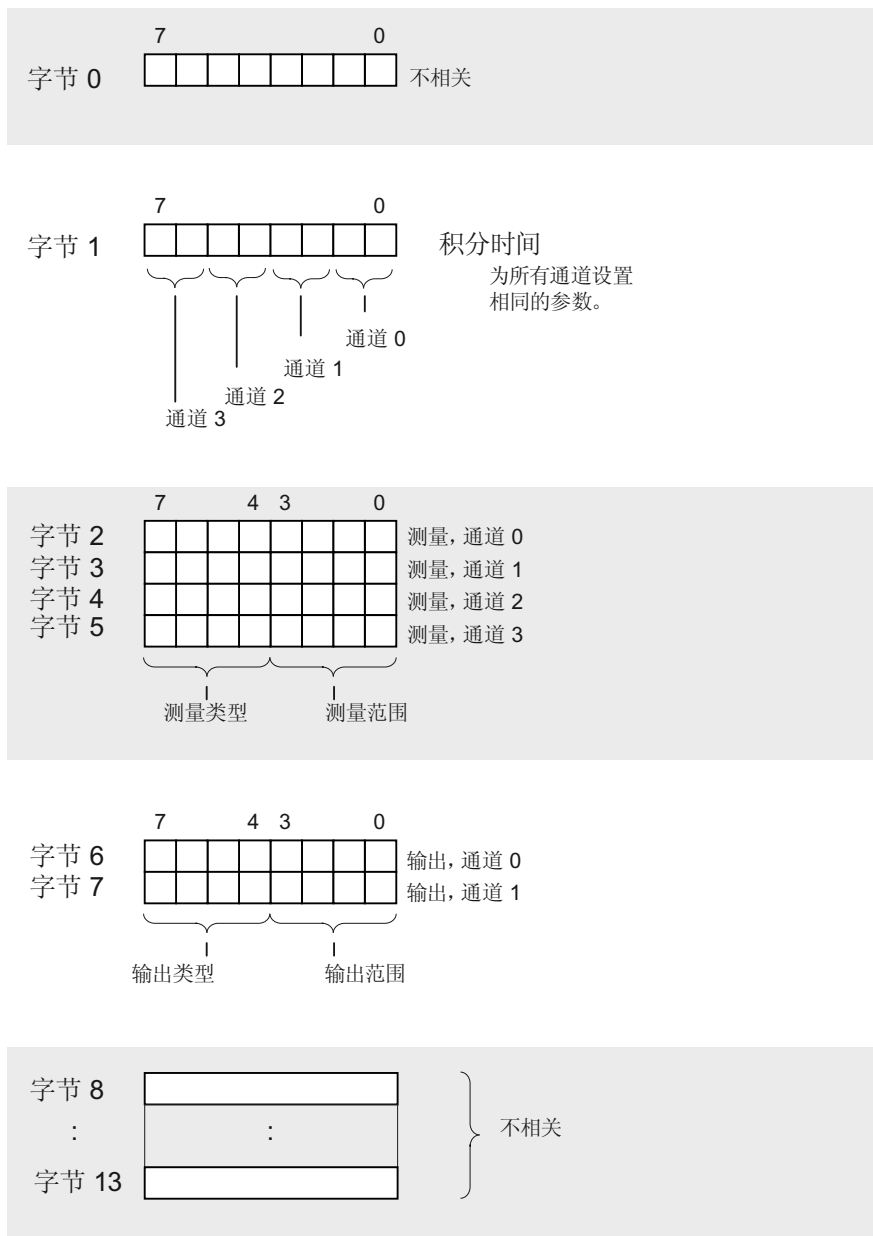 7 0
字节 0 不相关
7 0
字节 1 积分时间
为所有通道设置
相同的参数。
通道 0
通道 1
通道 2
通道 3
7 4 3 0
字节 2 测量, 通道 0
字节 3 测量, 通道 1
字节 4 测量, 通道 2
字节 5 测量, 通道 3
测量类型 测量范围
7 4 3 0
字节 6 输出, 通道 0
字节 7 输出, 通道 1
输出类型 输出范围
字节 8
: : 不相关
字节 13